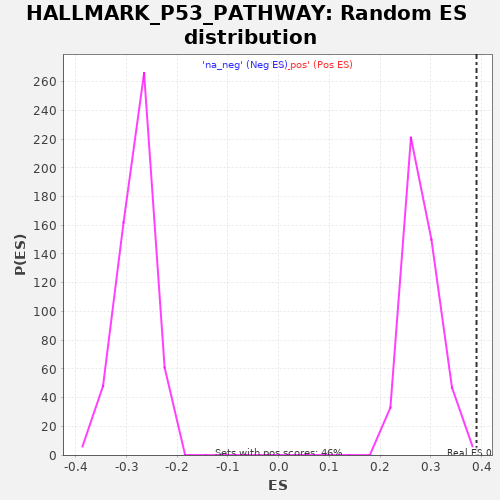 HALLMARK_P53_PATHWAY: Random ES
distribution
'na_neg' (Neg ES) pos' (Pos ES)
260
240
220
200
180
160
140
120
100
80
60
40
20
0
P(ES)
Sets with pos scores: 46%
Real ES 0
-0.4 -0.3 -0.2 -0.1 0.0 0.1 0.2 0.3 0.4
ES